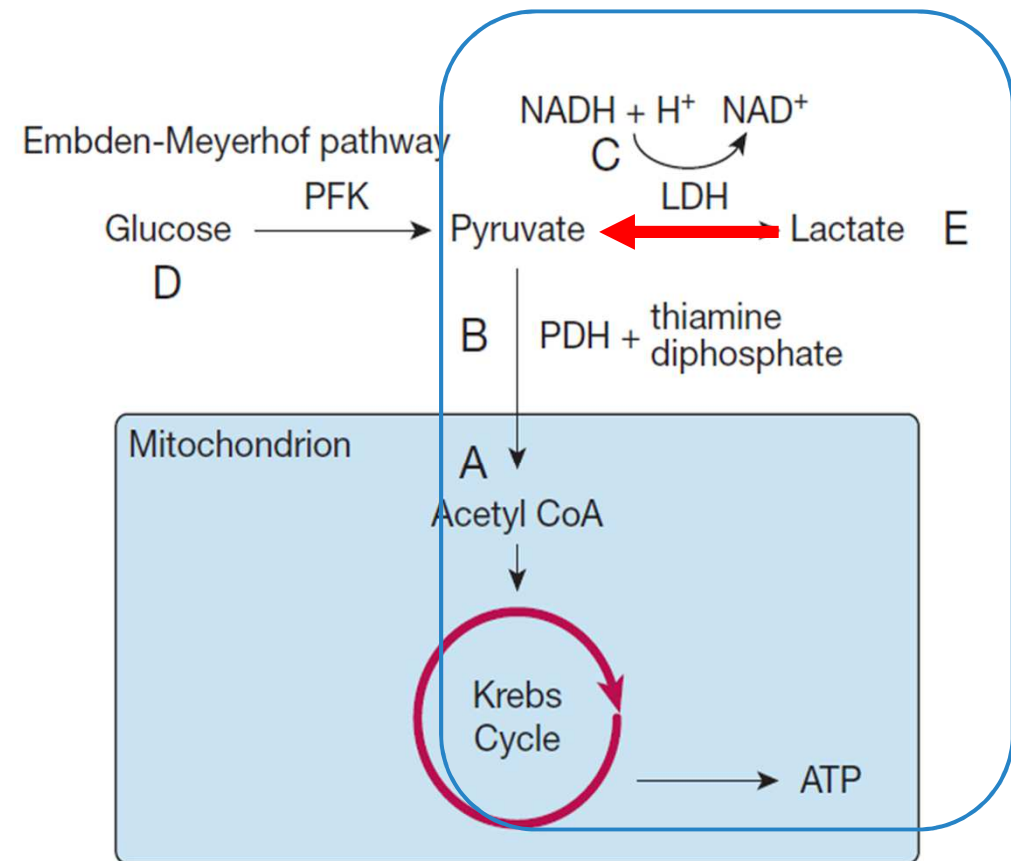 NADH + H⁺ NAD⁺
Embden-Meyerhof pathway
C
PFK
LDH
Glucose
Pyruvate
Lactate
E
D
B
PDH +
thiamine
diphosphate
Mitochondrion
A
Acetyl CoA
Krebs
Cycle
ATP